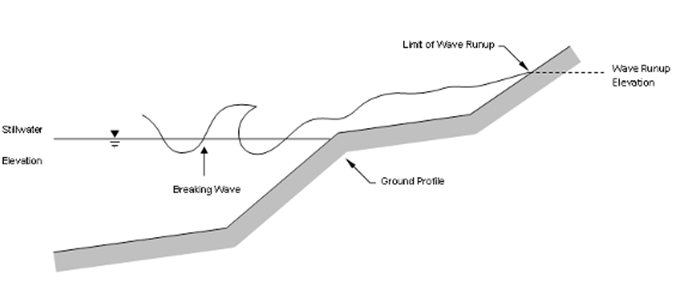 Limit of Wave Runup
Wave Runup
Elevation
Stillwater
Elevation
Breaking Wave
Ground Profile